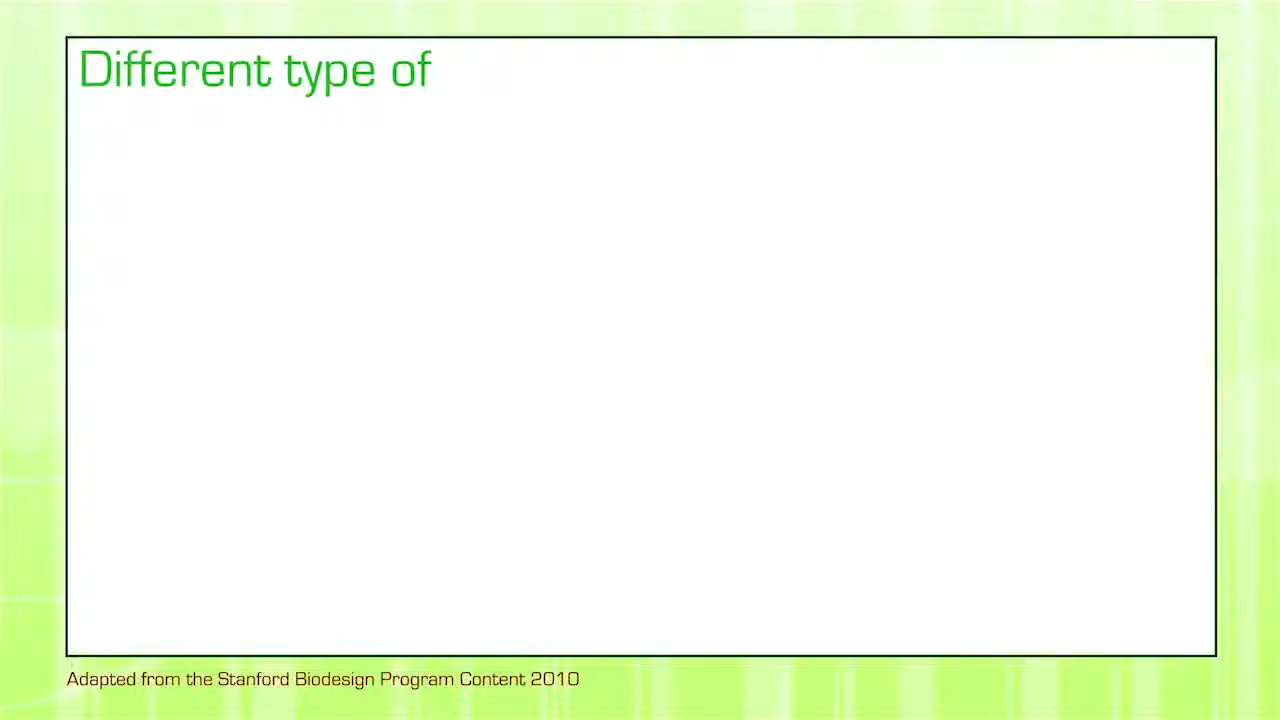 Different type of
Adapted from the Stanford Biodesign Program Content 2010